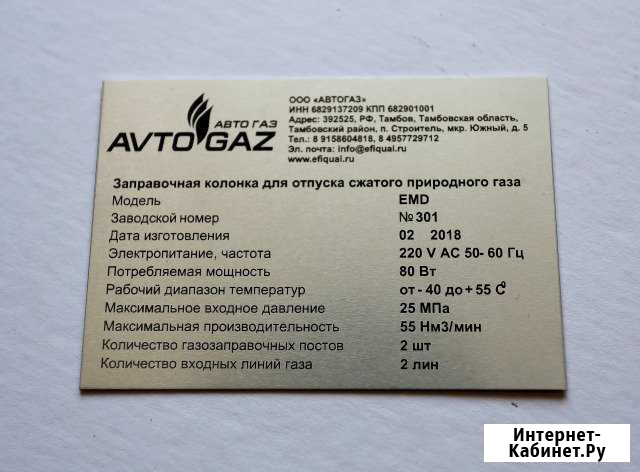 АВТО ГАЗ
AVTO GAZ
ООО «АВТОГАЗ»
ИНН 6829137209 КПП 682901001
Адрес: 392525, РФ, Тамбов, Тамбовская область,
Тамбовский район, п. Строитель, мкр. Южный, д. 5
Тел.: 8 9158604818, 8 4957729712
Эл. почта: info@efiqual.ru
www.efiqual.ru
Заправочная колонка для отпуска сжатого природного газа
Модель EMD
Заводской номер №301
Дата изготовления 02 2018
Электропитание, частота 220 V AC 50- 60 Гц
Потребляемая мощность 80 Вт
Рабочий диапазон температур от - 40 до + 55 С⁰
Максимальное входное давление 25 МПа
Максимальная производительность 55 Нм3/мин
Количество газозаправочных постов 2 шт
Количество входных линий газа 2 лин
Интернет-
Кабинет.Ру